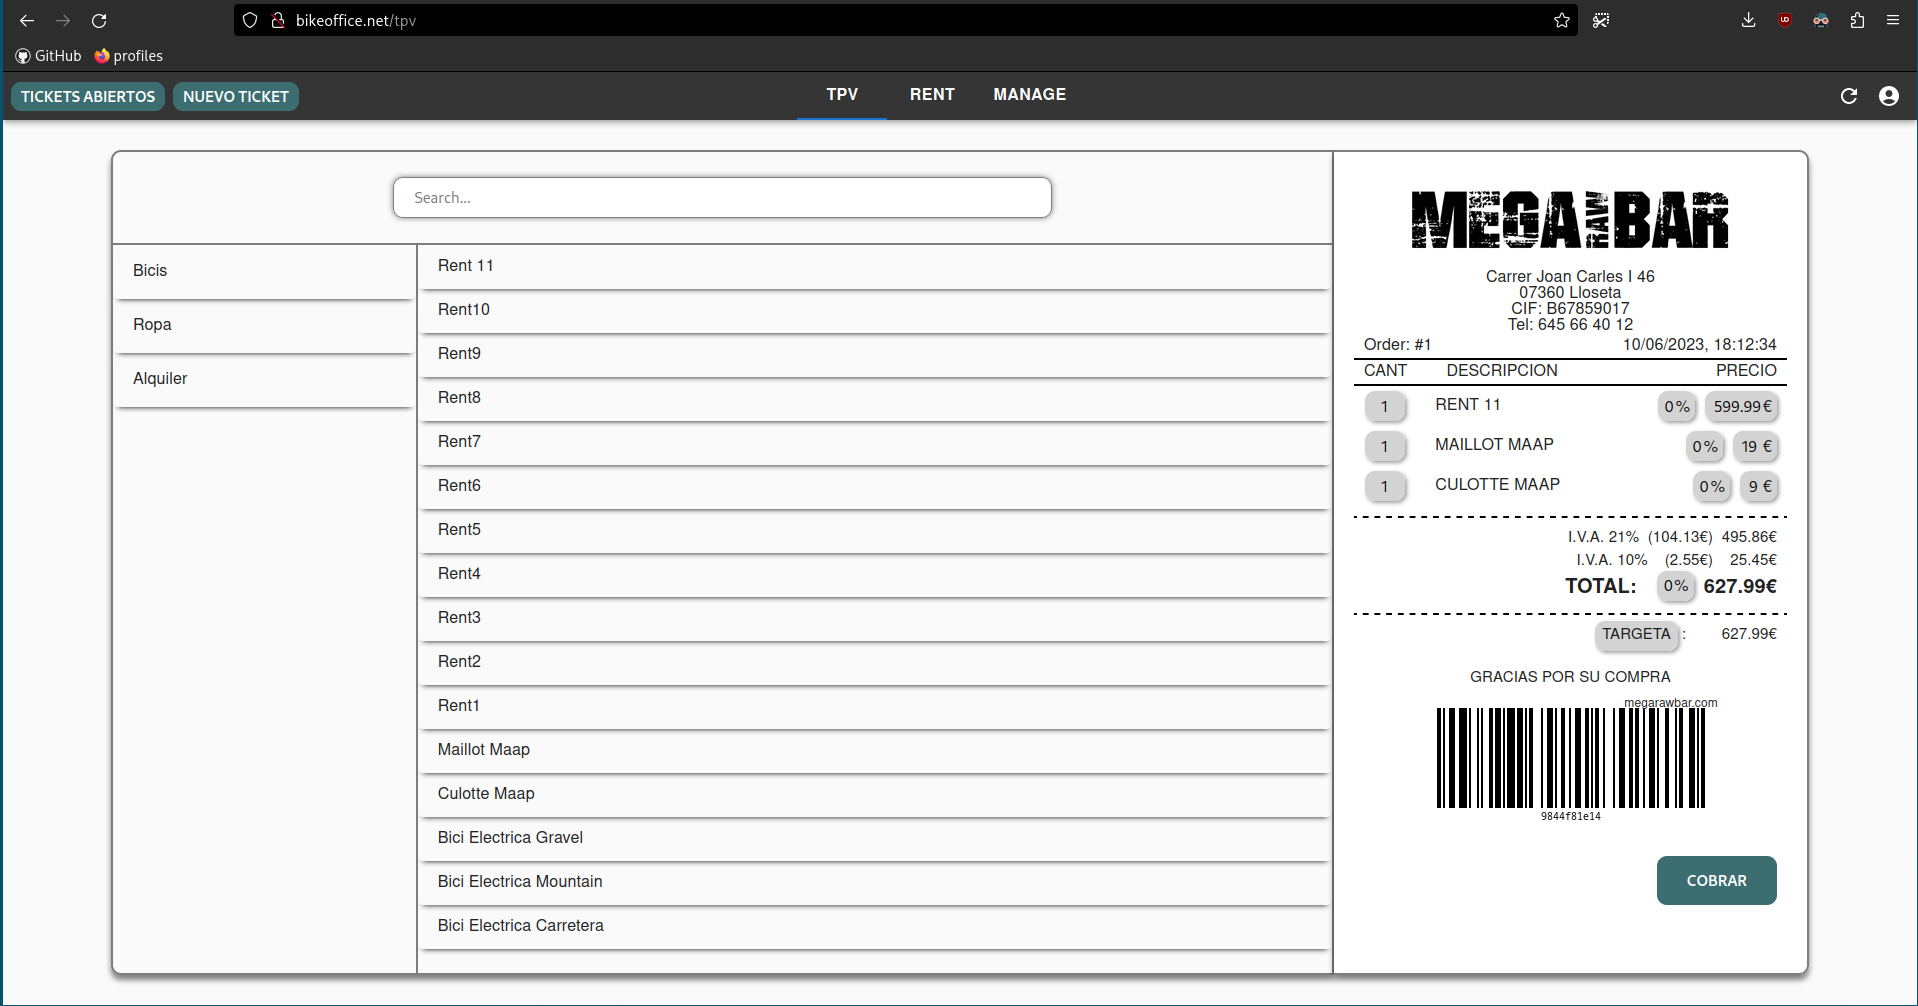 bikeoffice.net/tpv
GitHub profiles
TICKETS ABIERTOS NUEVO TICKET TPV RENT MANAGE
Search...
Bicis
Ropa
Alquiler
Rent 11
Rent10
Rent9
Rent8
Rent7
Rent6
Rent5
Rent4
Rent3
Rent2
Rent1
Maillot Maap
Culotte Maap
Bici Electrica Gravel
Bici Electrica Mountain
Bici Electrica Carretera
MEGA RAW BAR
Carrer Joan Carles I 46
07360 Lloseta
CIF: B67859017
Tel: 645 66 40 12
Order: #1 10/06/2023, 18:12:34
CANT DESCRIPCION PRECIO
1 RENT 11 0% 599.99€
1 MAILLOT MAAP 0% 19 €
1 CULOTTE MAAP 0% 9 €
I.V.A. 21% (104.13€) 495.86€
I.V.A. 10% (2.55€) 25.45€
TOTAL: 0% 627.99€
TARGETA : 627.99€
GRACIAS POR SU COMPRA
megarawbar.com
9844f81e14
COBRAR